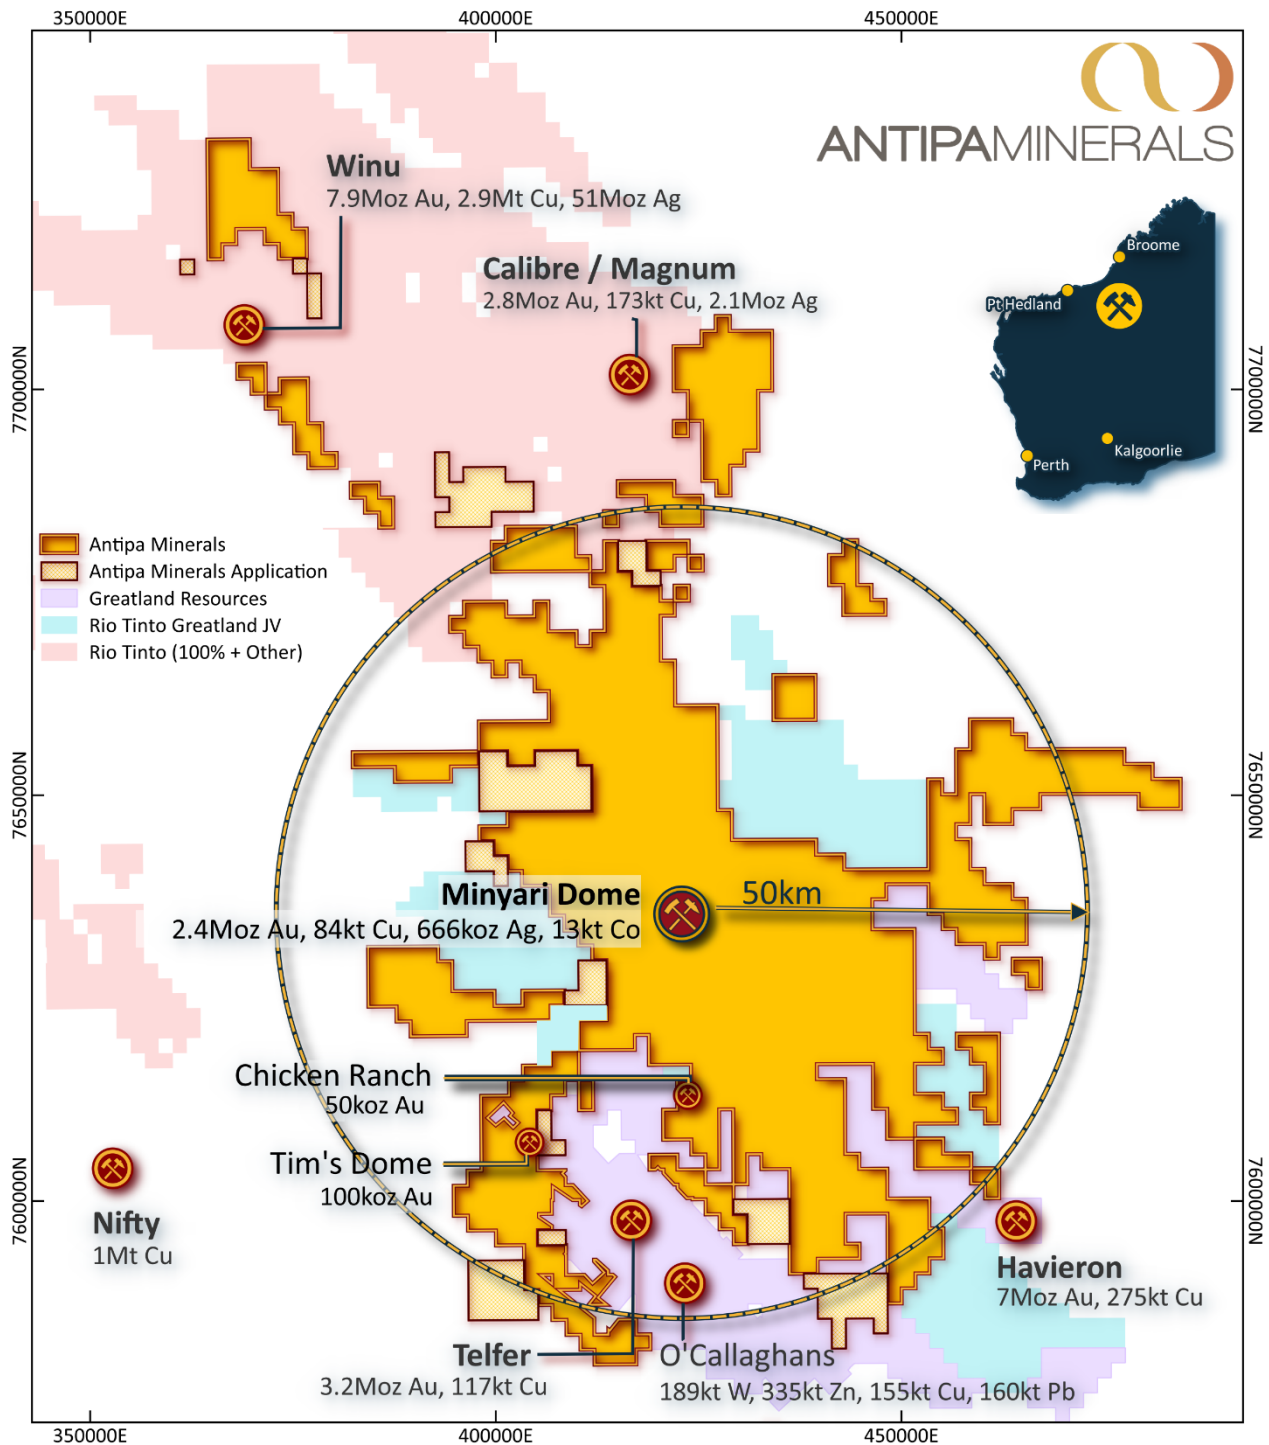 350000E
400000E
450000E
ANTIPAMINERALS
Winu
7.9Moz Au, 2.9Mt Cu, 51Moz Ag
Calibre / Magnum
2.8Moz Au, 173kt Cu, 2.1Moz Ag
Broome
Pt Hedland
Kalgoorlie
Perth
7700000N
7700000N
Antipa Minerals
Antipa Minerals Application
Greatland Resources
Rio Tinto Greatland JV
Rio Tinto (100% + Other)
7650000N
7650000N
Minyari Dome
2.4Moz Au, 84kt Cu, 666koz Ag, 13kt Co
50km
Chicken Ranch
50koz Au
Tim's Dome
100koz Au
7600000N
7600000N
Nifty
1Mt Cu
Havieron
7Moz Au, 275kt Cu
Telfer
3.2Moz Au, 117kt Cu
O'Callaghans
189kt W, 335kt Zn, 155kt Cu, 160kt Pb
350000E
400000E
450000E